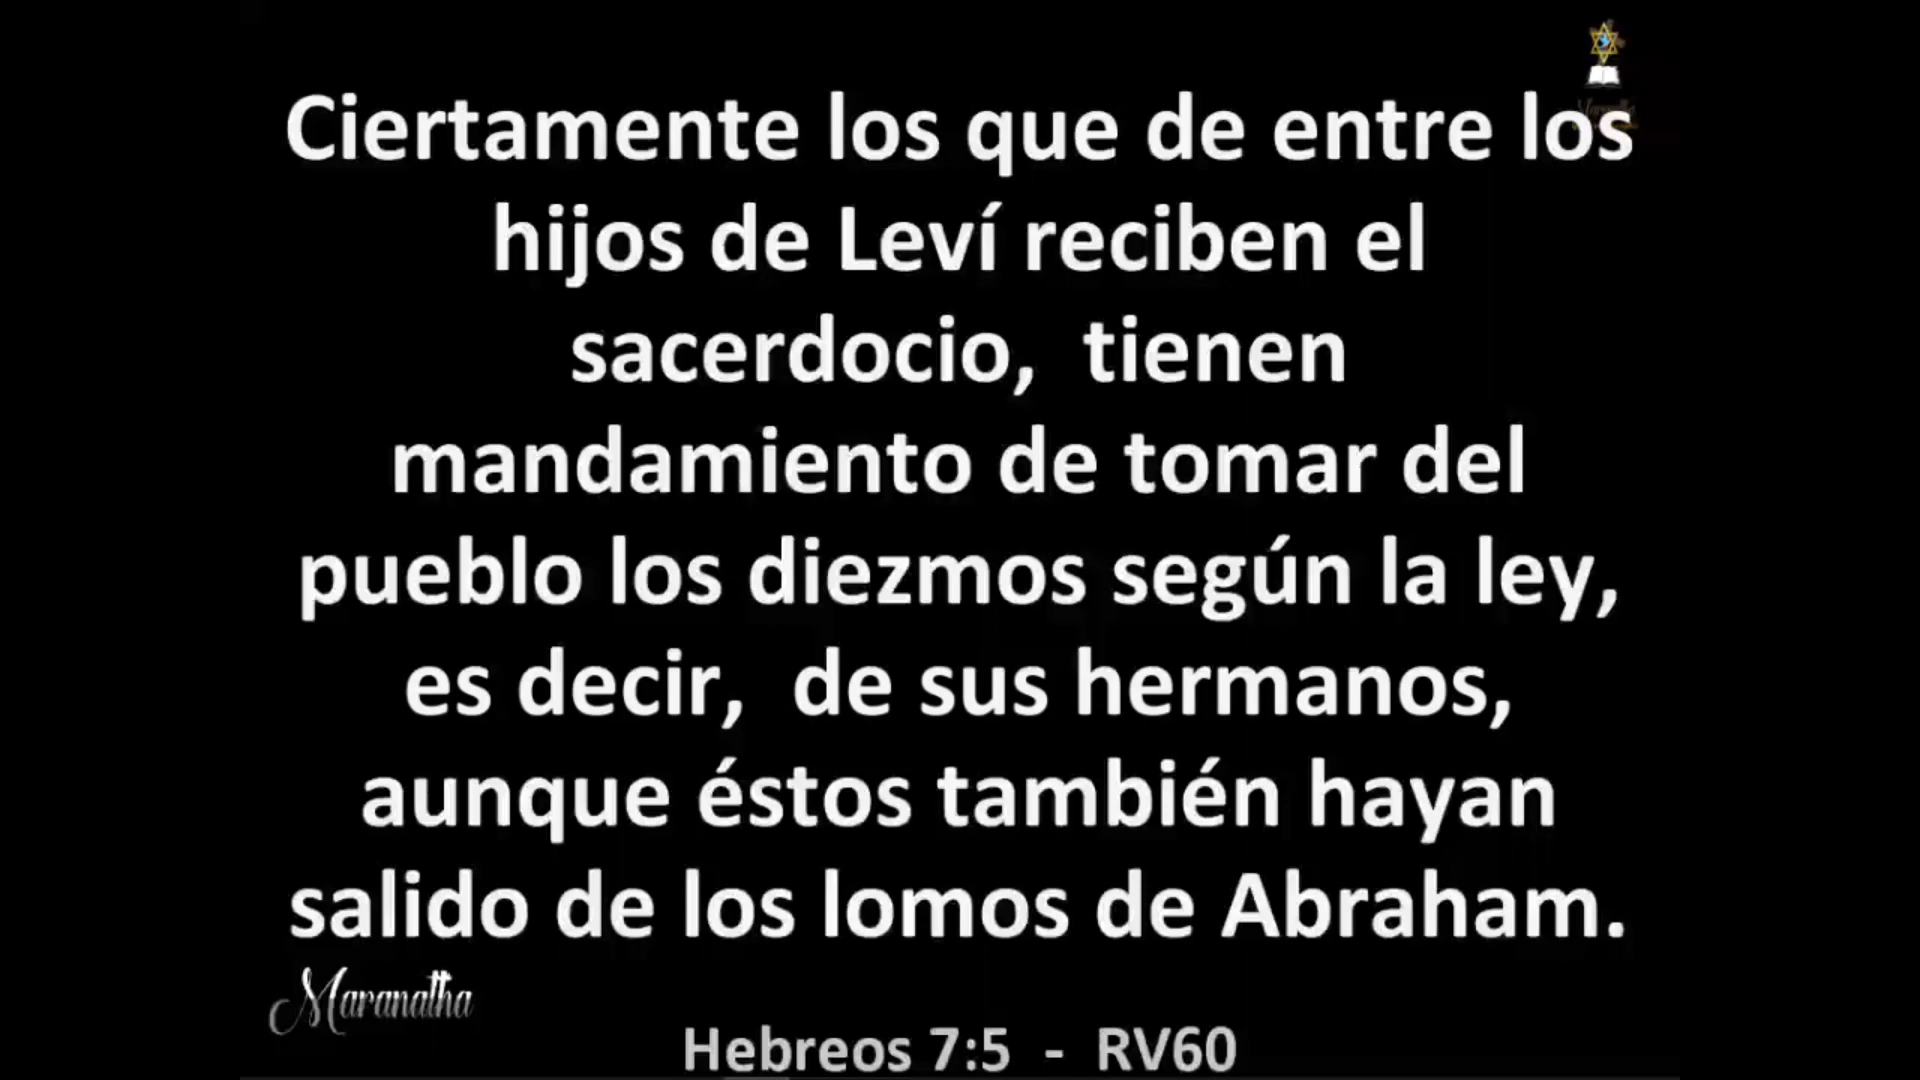 Ciertamente los que de entre los
hijos de Leví reciben el
sacerdocio,  tienen
mandamiento de tomar del
pueblo los diezmos según la ley,
es decir,  de sus hermanos,
aunque éstos también hayan
salido de los lomos de Abraham.
Maranatha
Hebreos 7:5  -  RV60